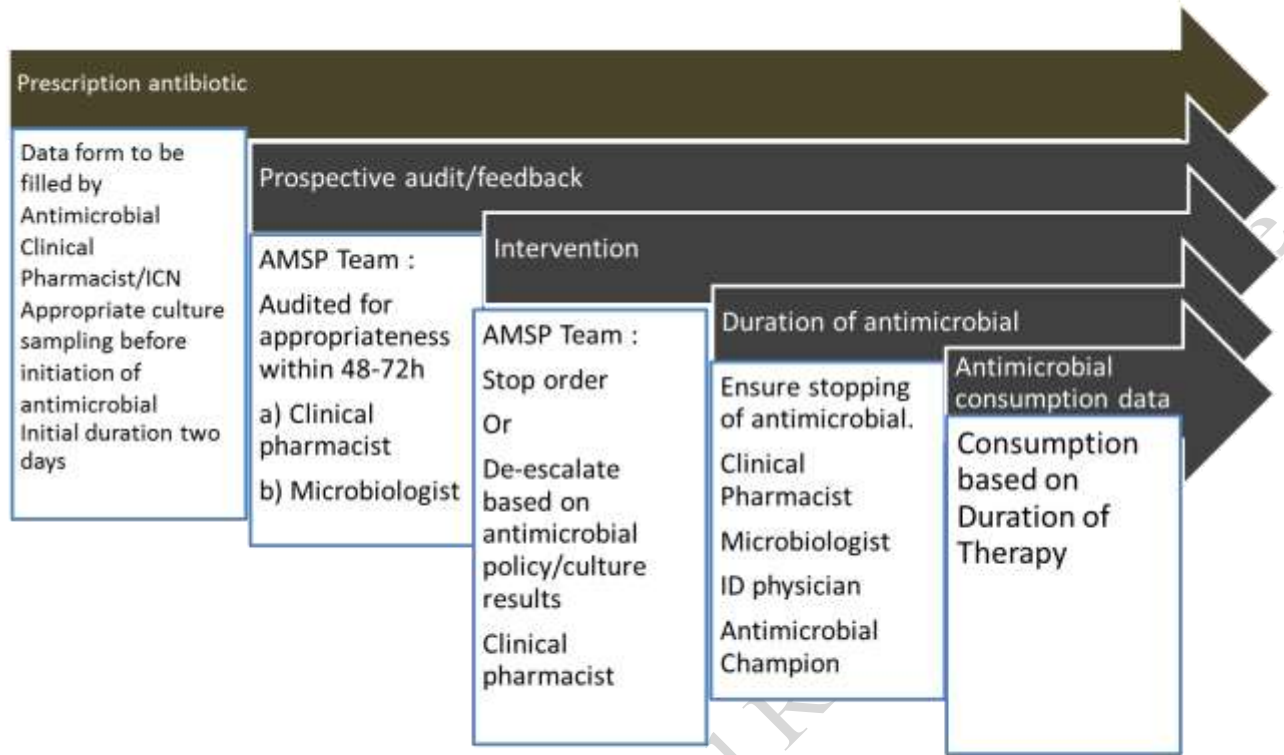 Prescription antibiotic
Data form to be
filled by
Antimicrobial
Clinical
Pharmacist/ICN
Appropriate culture
sampling before
initiation of
antimicrobial
Initial duration two
days
Prospective audit/feedback
AMSP Team :
Audited for
appropriateness
within 48-72h
a) Clinical
pharmacist
b) Microbiologist
Intervention
AMSP Team :
Stop order
Or
De-escalate
based on
antimicrobial
policy/culture
results
Clinical
pharmacist
Duration of antimicrobial
Ensure stopping
of antimicrobial.
Clinical
Pharmacist
Microbiologist
ID physician
Antimicrobial
Champion
Antimicrobial
consumption data
Consumption
based on
Duration of
Therapy